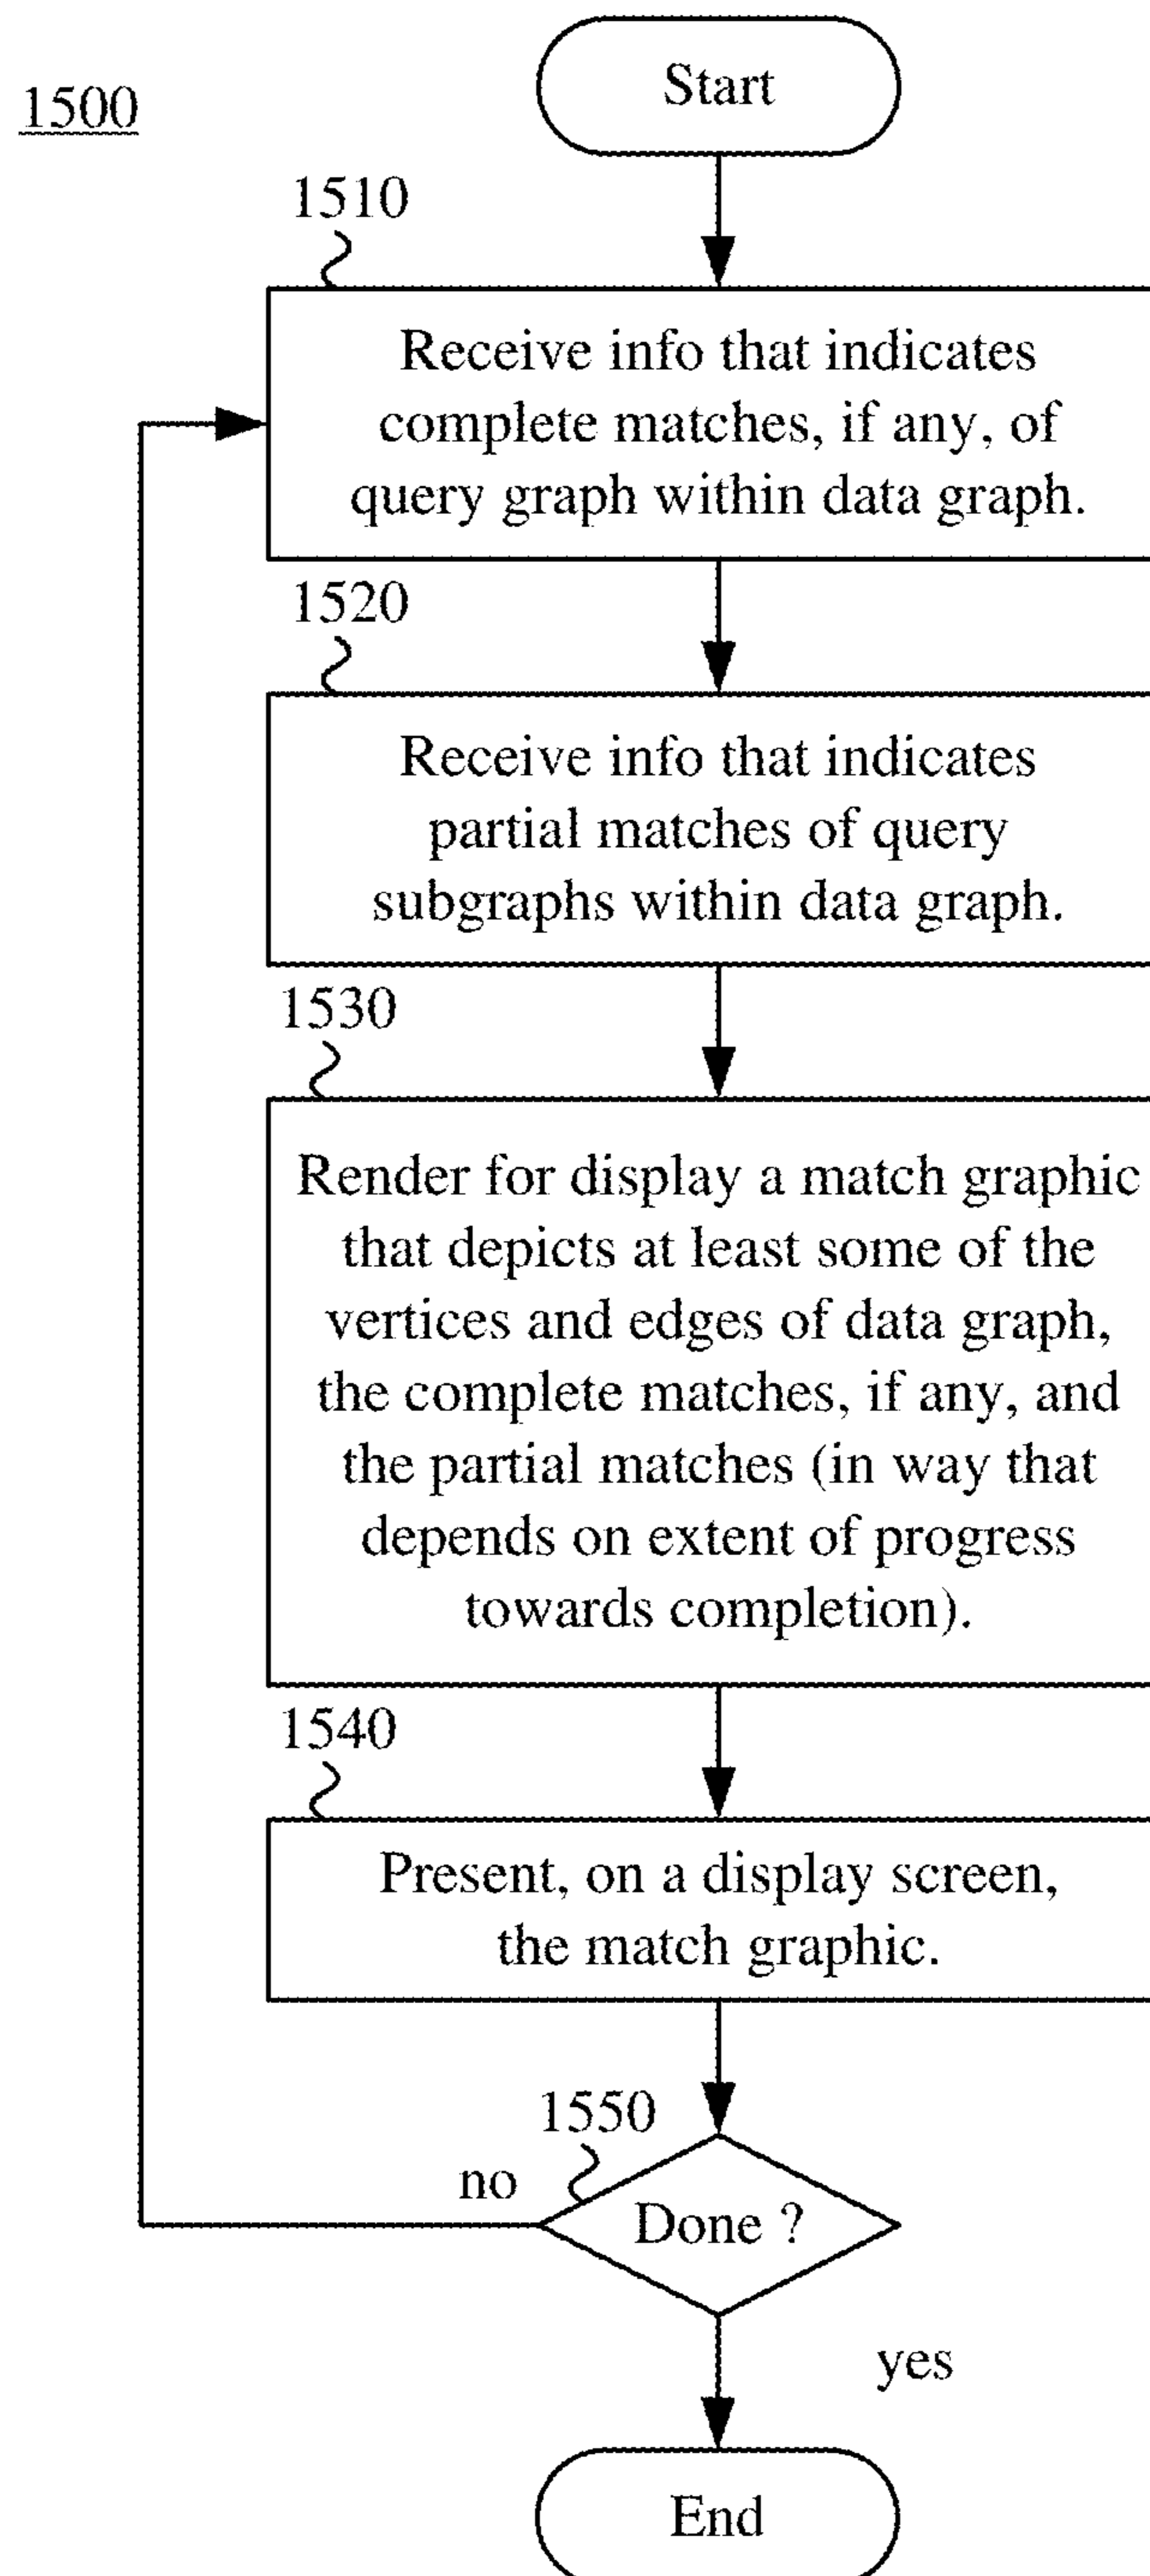 1500
Start
1510
Receive info that indicates
complete matches, if any, of
query graph within data graph.
1520
Receive info that indicates
partial matches of query
subgraphs within data graph.
1530
Render for display a match graphic
that depicts at least some of the
vertices and edges of data graph,
the complete matches, if any, and
the partial matches (in way that
depends on extent of progress
towards completion).
1540
Present, on a display screen,
the match graphic.
1550
no
Done ?
yes
End